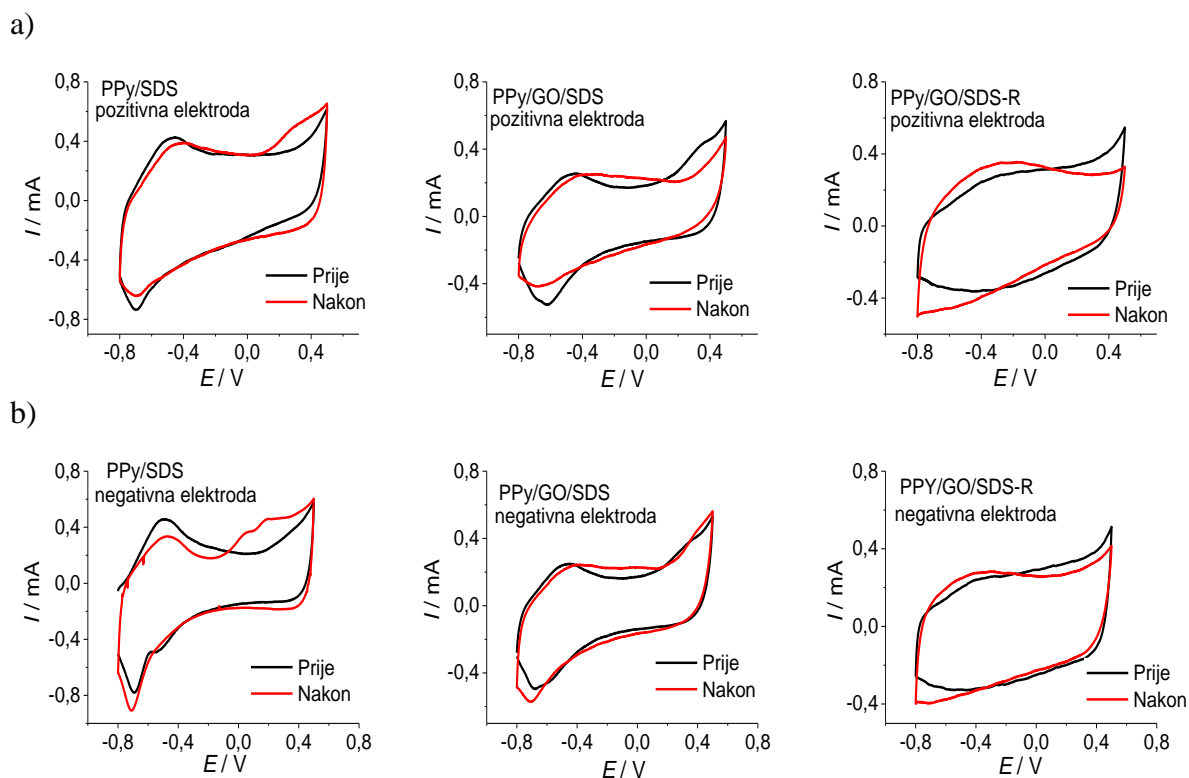 a)
PPy/SDS
pozitivna elektroda
0,8
0,4
0,0
-0,4
-0,8
I / mA
Prije
Nakon
-0,8 -0,4 0,0 0,4
E / V
PPy/GO/SDS
pozitivna elektroda
0,8
0,4
0,0
-0,4
I / mA
Prije
Nakon
-0,8 -0,4 0,0 0,4
E / V
PPy/GO/SDS-R
pozitivna elektroda
0,8
0,4
0,0
-0,4
I / mA
Prije
Nakon
-0,8 -0,4 0,0 0.4
E / V
b)
PPy/SDS
negativna elektroda
0,8
0,4
0,0
-0,4
-0,8
I / mA
Prije
Nakon
-0,8 -0,4 0,0 0,4 0,8
E / V
PPy/GO/SDS
negativna elektroda
0,8
0,4
0,0
-0,4
I / mA
Prije
Nakon
-0,8 -0,4 0,0 0,4 0,8
E / V
PPY/GO/SDS-R
negativna elektroda
0,8
0,4
0,0
-0,4
I / mA
Prije
Nakon
-0,8 -0,4 0,0 0,4 0,8
E / V